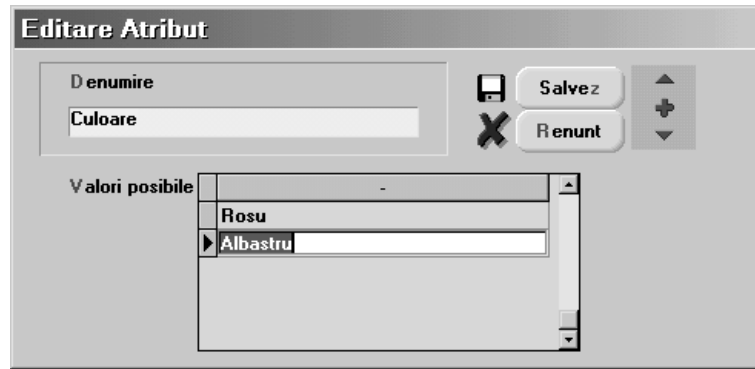 Editare Atribut
Denumire
Culoare
Salvez
Renunt
Valori posibile
-
Rosu
Albastru